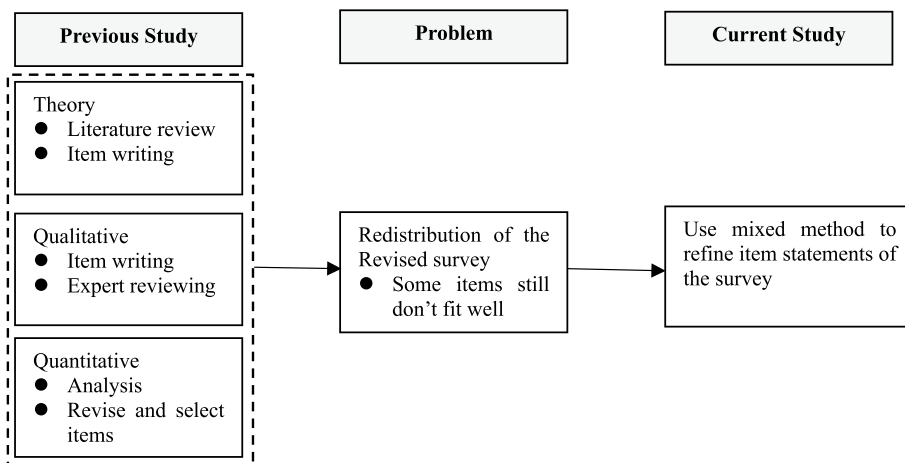 Previous Study
Problem
Current Study
Theory
● Literature review
● Item writing
Qualitative
● Item writing
● Expert reviewing
Quantitative
● Analysis
● Revise and select
items
Redistribution of the
Revised survey
● Some items still
don't fit well
Use mixed method to
refine item statements of
the survey